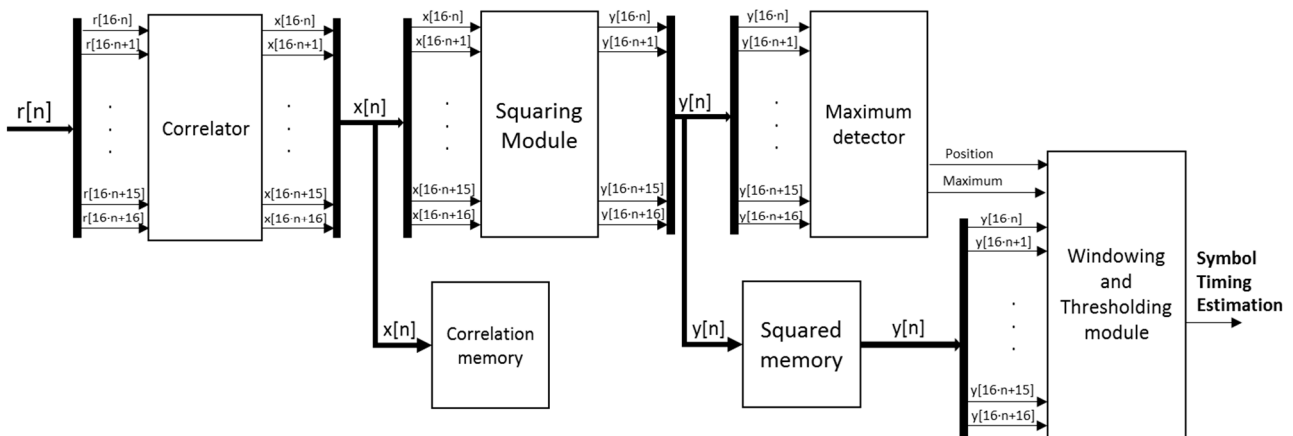 r[n]
r[16·n]
r[16·n+1]
r[16·n+15]
r[16·n+16]
Correlator
x[16·n]
x[16·n+1]
x[16·n+15]
x[16·n+16]
x[n]
x[n]
Correlation
memory
x[16·n]
x[16·n+1]
x[16·n+15]
x[16·n+16]
Squaring
Module
y[16·n]
y[16·n+1]
y[16·n+15]
y[16·n+16]
y[n]
y[n]
Squared
memory
y[n]
y[16·n]
y[16·n+1]
y[16·n+15]
y[16·n+16]
Maximum
detector
Position
Maximum
y[16·n]
y[16·n+1]
y[16·n+15]
y[16·n+16]
Windowing
and
Thresholding
module
Symbol
Timing
Estimation